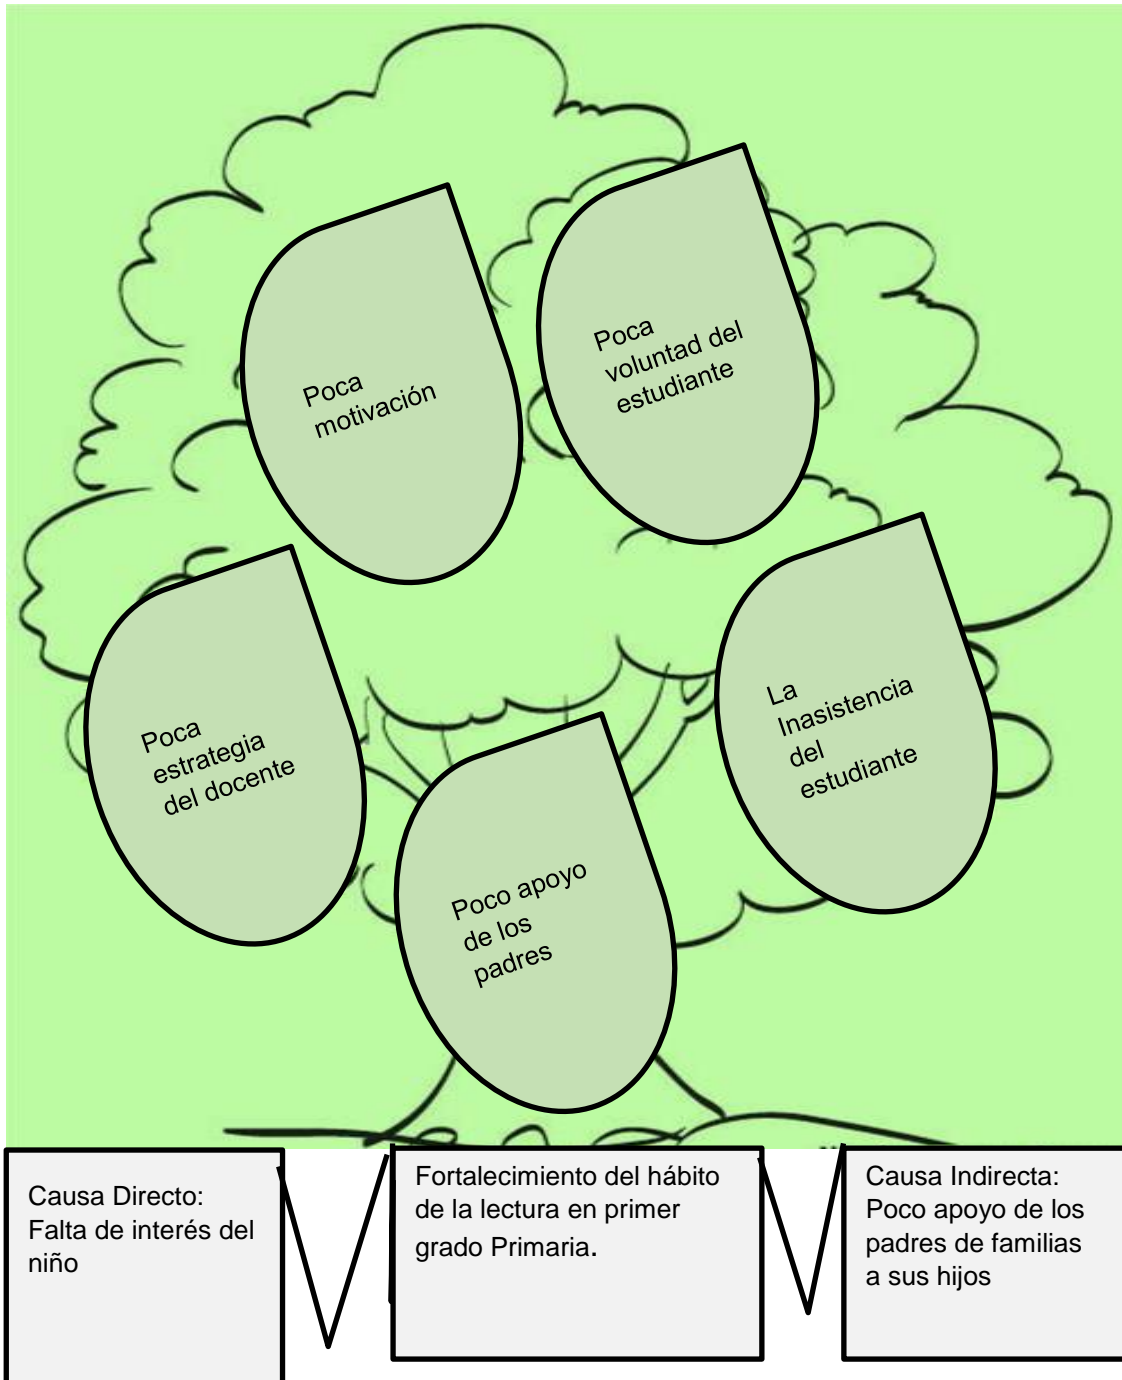 Poca
motivación
Poca
voluntad del
estudiante
Poca
estrategia
del docente
La
Inasistencia
del
estudiante
Poco apoyo
de los
padres
Causa Directo:
Falta de interés del
niño
Fortalecimiento del hábito
de la lectura en primer
grado Primaria.
Causa Indirecta:
Poco apoyo de los
padres de familias
a sus hijos